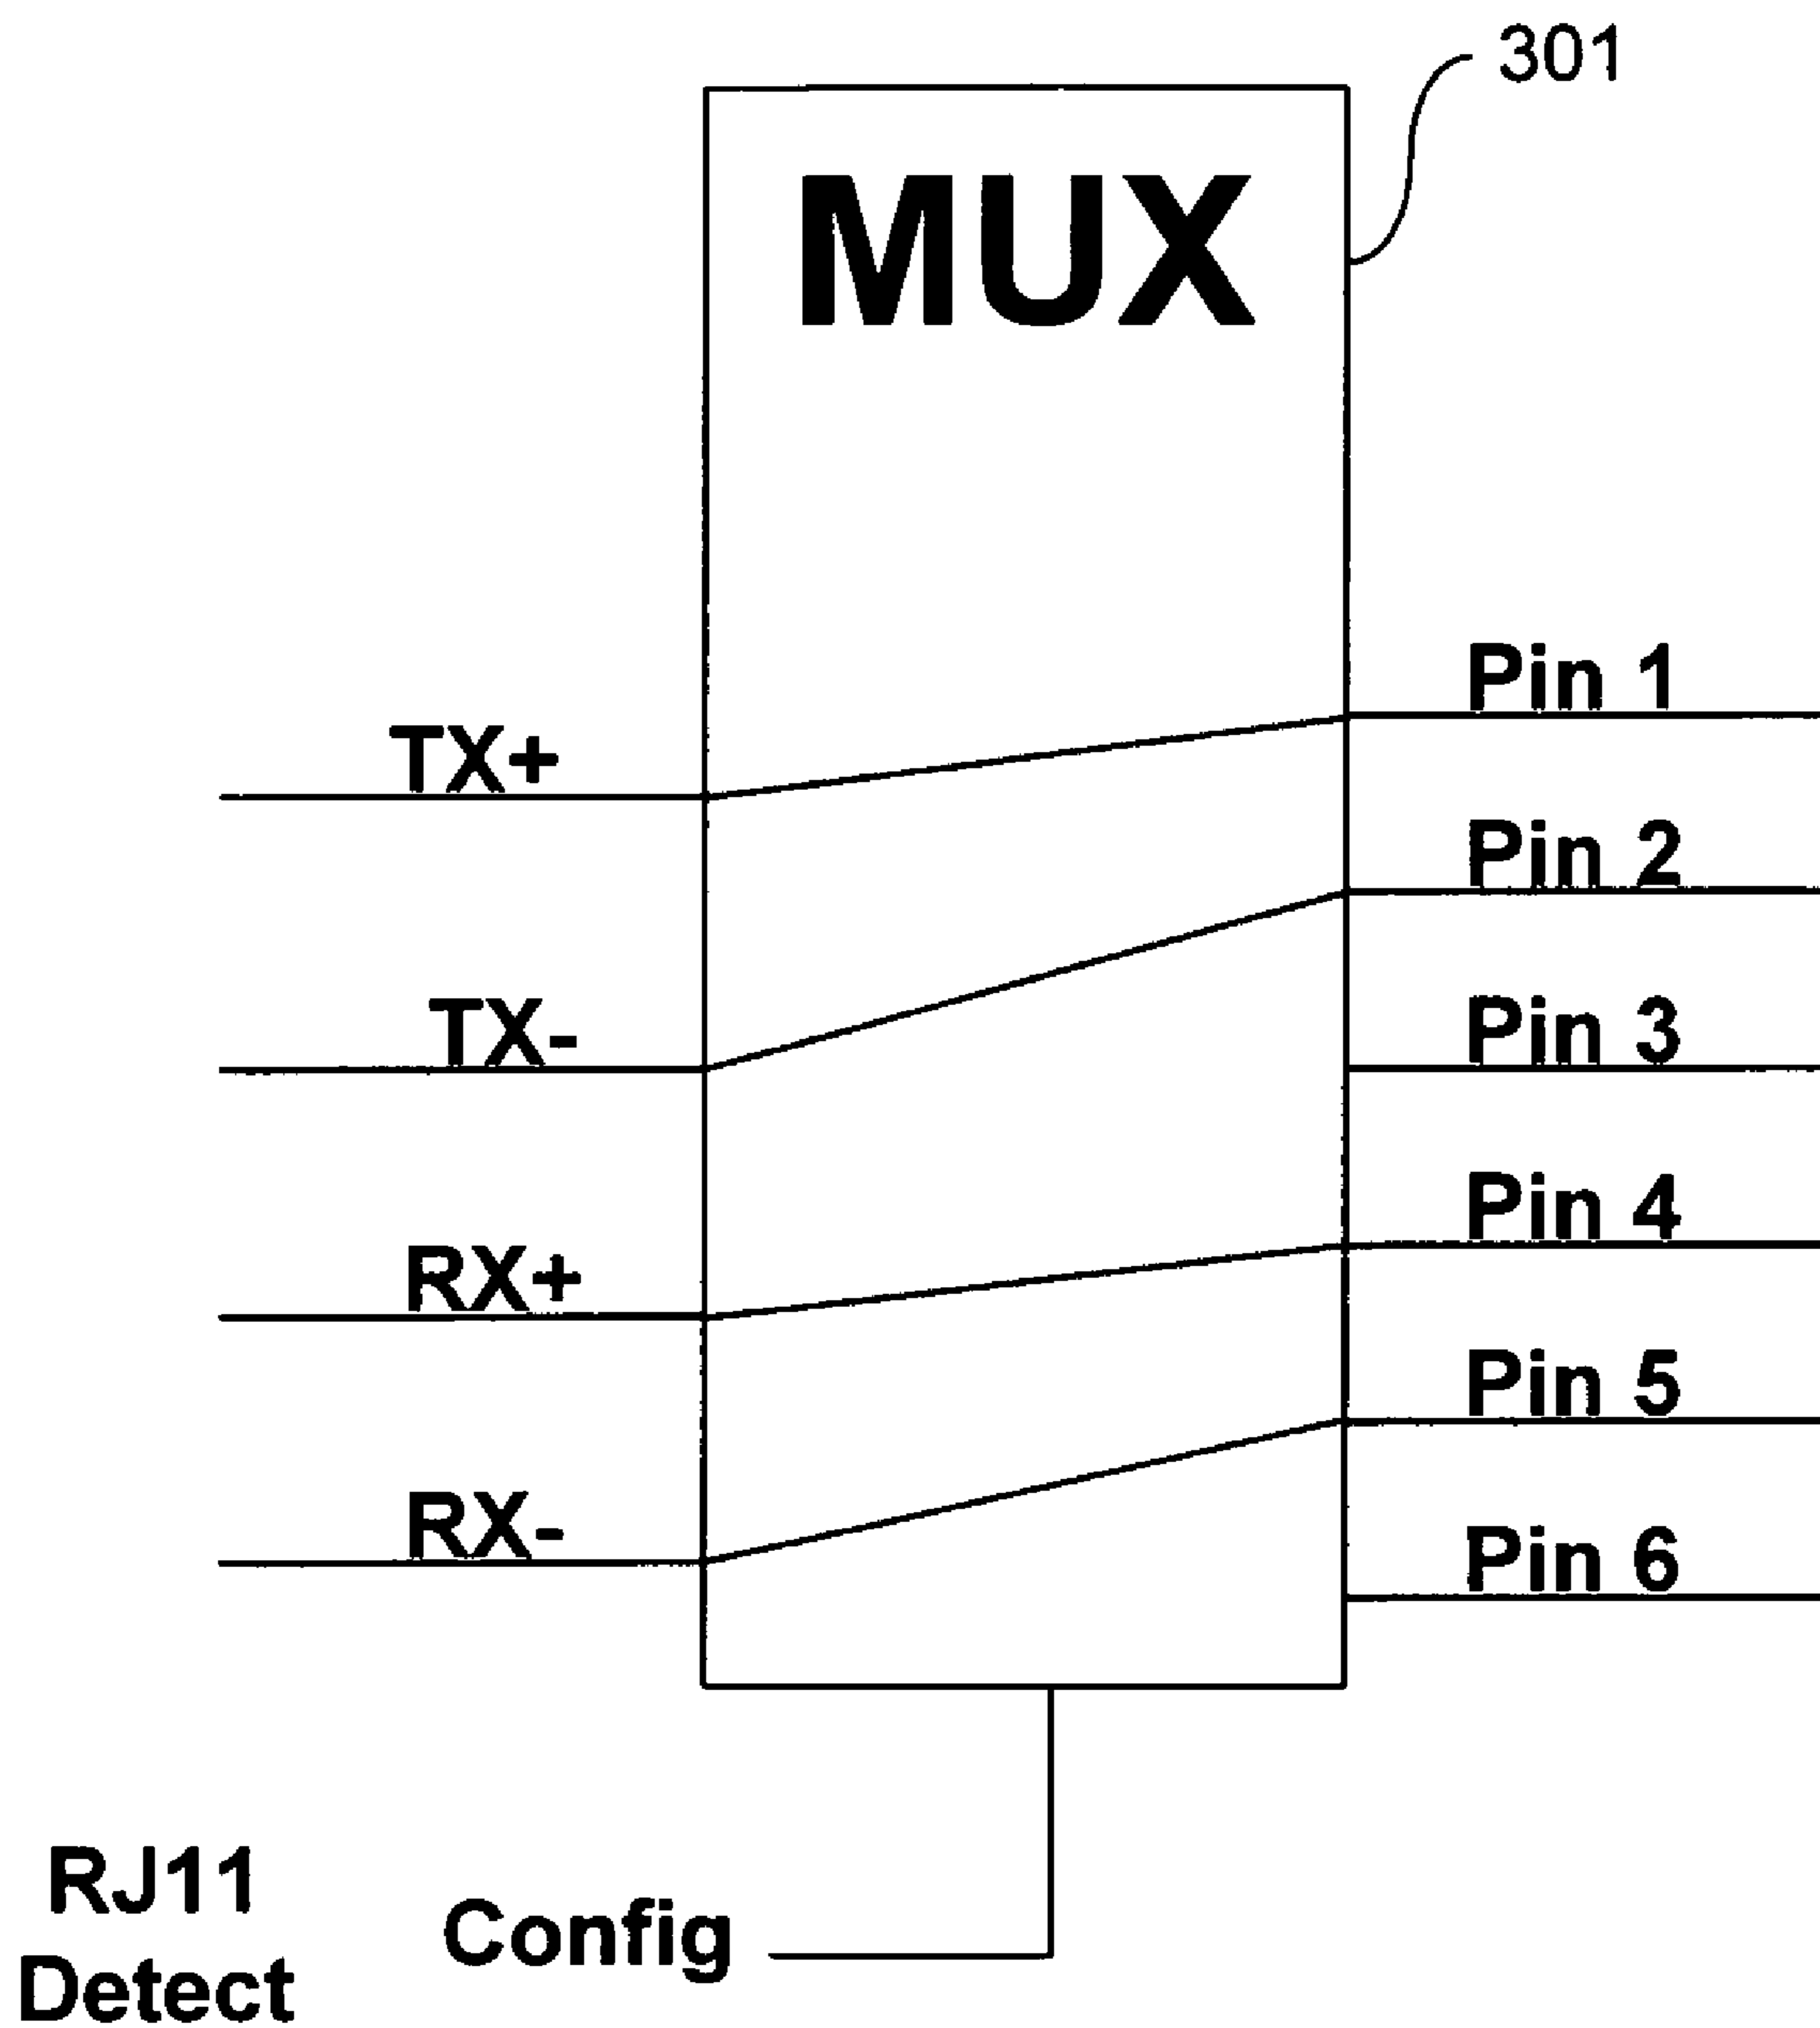 301
MUX
Pin 1
TX+
Pin 2
TX-
Pin 3
Pin 4
RX+
Pin 5
RX-
Pin 6
RJ11
Detect
Config